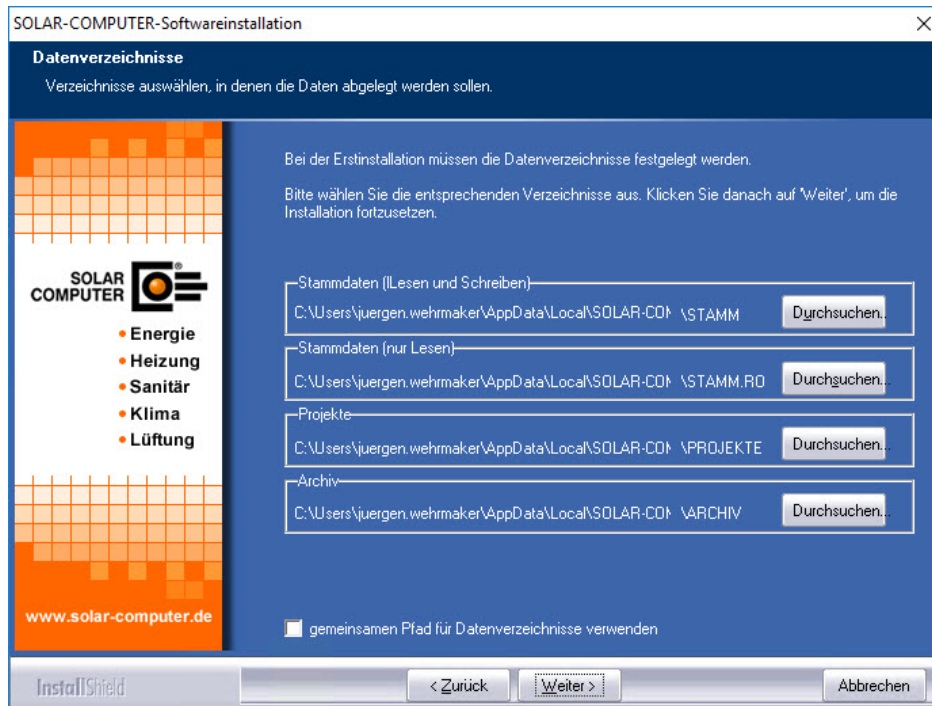 SOLAR-COMPUTER-Softwareinstallation
Datenverzeichnisse
Verzeichnisse auswählen, in denen die Daten abgelegt werden sollen.
Bei der Erstinstallation müssen die Datenverzeichnisse festgelegt werden.
Bitte wählen Sie die entsprechenden Verzeichnisse aus. Klicken Sie danach auf 'Weiter', um die
Installation fortzusetzen.
SOLAR
COMPUTER
®
• Energie
• Heizung
• Sanitär
• Klima
• Lüftung
www.solar-computer.de
Stammdaten (lLesen und Schreiben)
C:\Users\juergen.wehrmaker\AppData\Local\SOLAR-COM \STAMM Durchsuchen...
Stammdaten (nur Lesen)
C:\Users\juergen.wehrmaker\AppData\Local\SOLAR-COM \STAMM.RO Durchsuchen...
Projekte
C:\Users\juergen.wehrmaker\AppData\Local\SOLAR-COM \PROJEKTE Durchsuchen...
Archiv
C:\Users\juergen.wehrmaker\AppData\Local\SOLAR-COM \ARCHIV Durchsuchen...
gemeinsamen Pfad für Datenverzeichnisse verwenden
InstallShield
< Zurück Weiter > Abbrechen